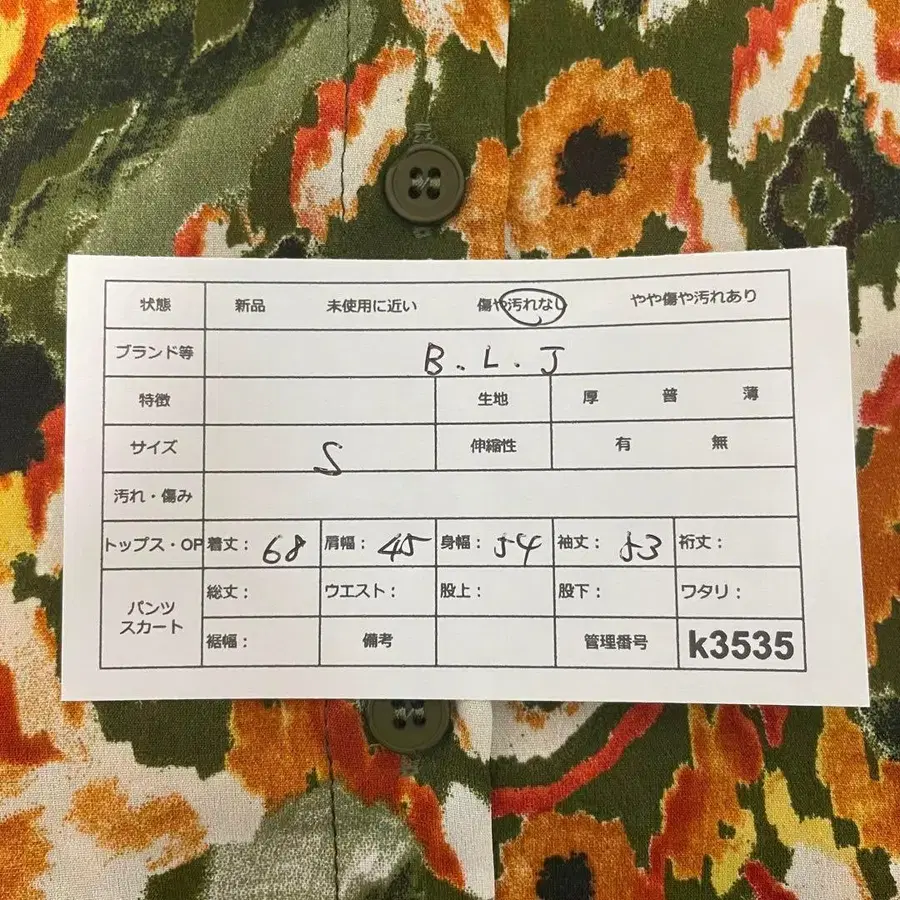 状態 新品 未使用に近い 傷や汚れなし やや傷や汚れあり
ブランド等 B.L.J
特徴 生地 厚 普 薄
サイズ S 伸縮性 有 無
汚れ・傷み
トップス・OP 着丈: 68 肩幅: 45 身幅: 54 袖丈: 53 裄丈:
パンツ スカート 総丈: ウエスト: 股上: 股下: ワタリ:
裾幅: 備考 管理番号 k3535